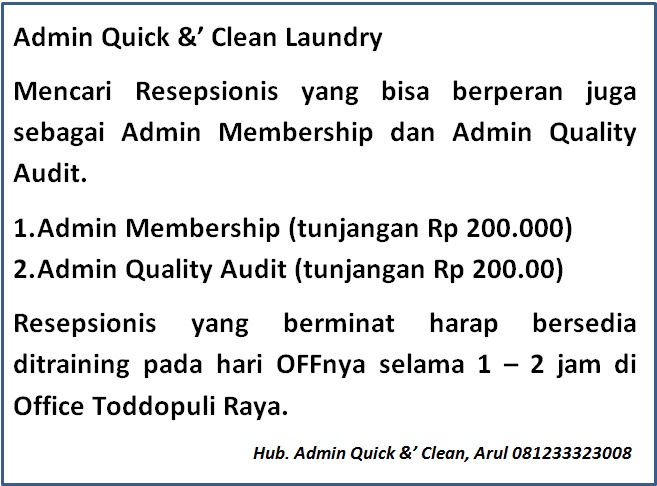 Admin Quick &’ Clean Laundry
Mencari Resepsionis yang bisa berperan juga
sebagai Admin Membership dan Admin Quality
Audit.
1.Admin Membership (tunjangan Rp 200.000)
2.Admin Quality Audit (tunjangan Rp 200.00)
Resepsionis yang berminat harap bersedia
ditraining pada hari OFFnya selama 1 – 2 jam di
Office Toddopuli Raya.
Hub. Admin Quick &’ Clean, Arul 081233323008